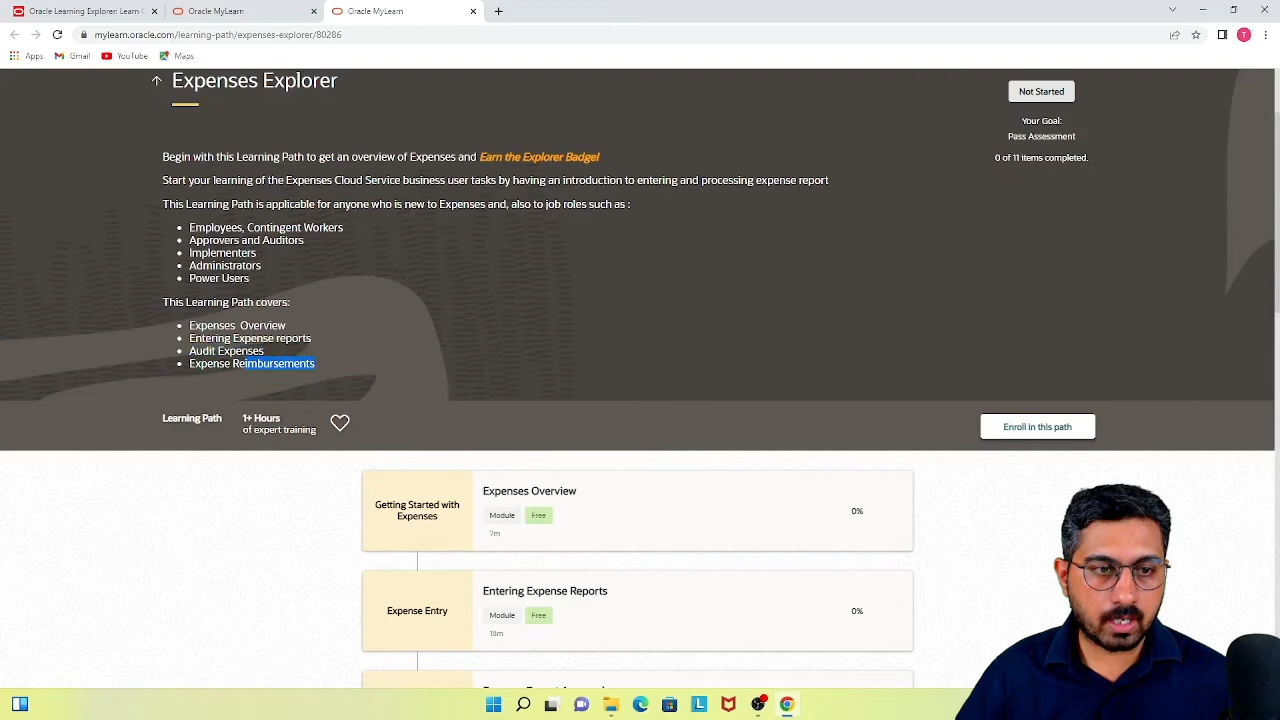 Oracle Explorer Learn C
Oracle MyLearn
Oracle MyLearn
mylearn.oracle.com/learning-path/expenses-explorer/80286
T
Apps
Gmail
YouTube
Maps
Expenses Explorer
Not Started
Your Goal:
Pass Assessment
0 of 11 items completed.
Begin with this Learning Path to get an overview of Expenses and Earn the Explorer Badge!
Start your learning of the Expenses Cloud Service business user tasks by having an introduction to entering and processing expense report
This Learning Path is applicable for anyone who is new to Expenses and, also to job roles such as :
Employees, Contingent Workers
Approvers and Auditors
Implementers
Administrators
Power Users
This Learning Path covers:
Expenses Overview
Entering Expense reports
Audit Expenses
Expense Reimbursements
Learning Path
1+ Hours
of expert training
Enroll in this path
Getting Started with
Expenses
Expenses Overview
Module
Free
7m
0%
Expense Entry
Entering Expense Reports
Module
Free
18m
0%